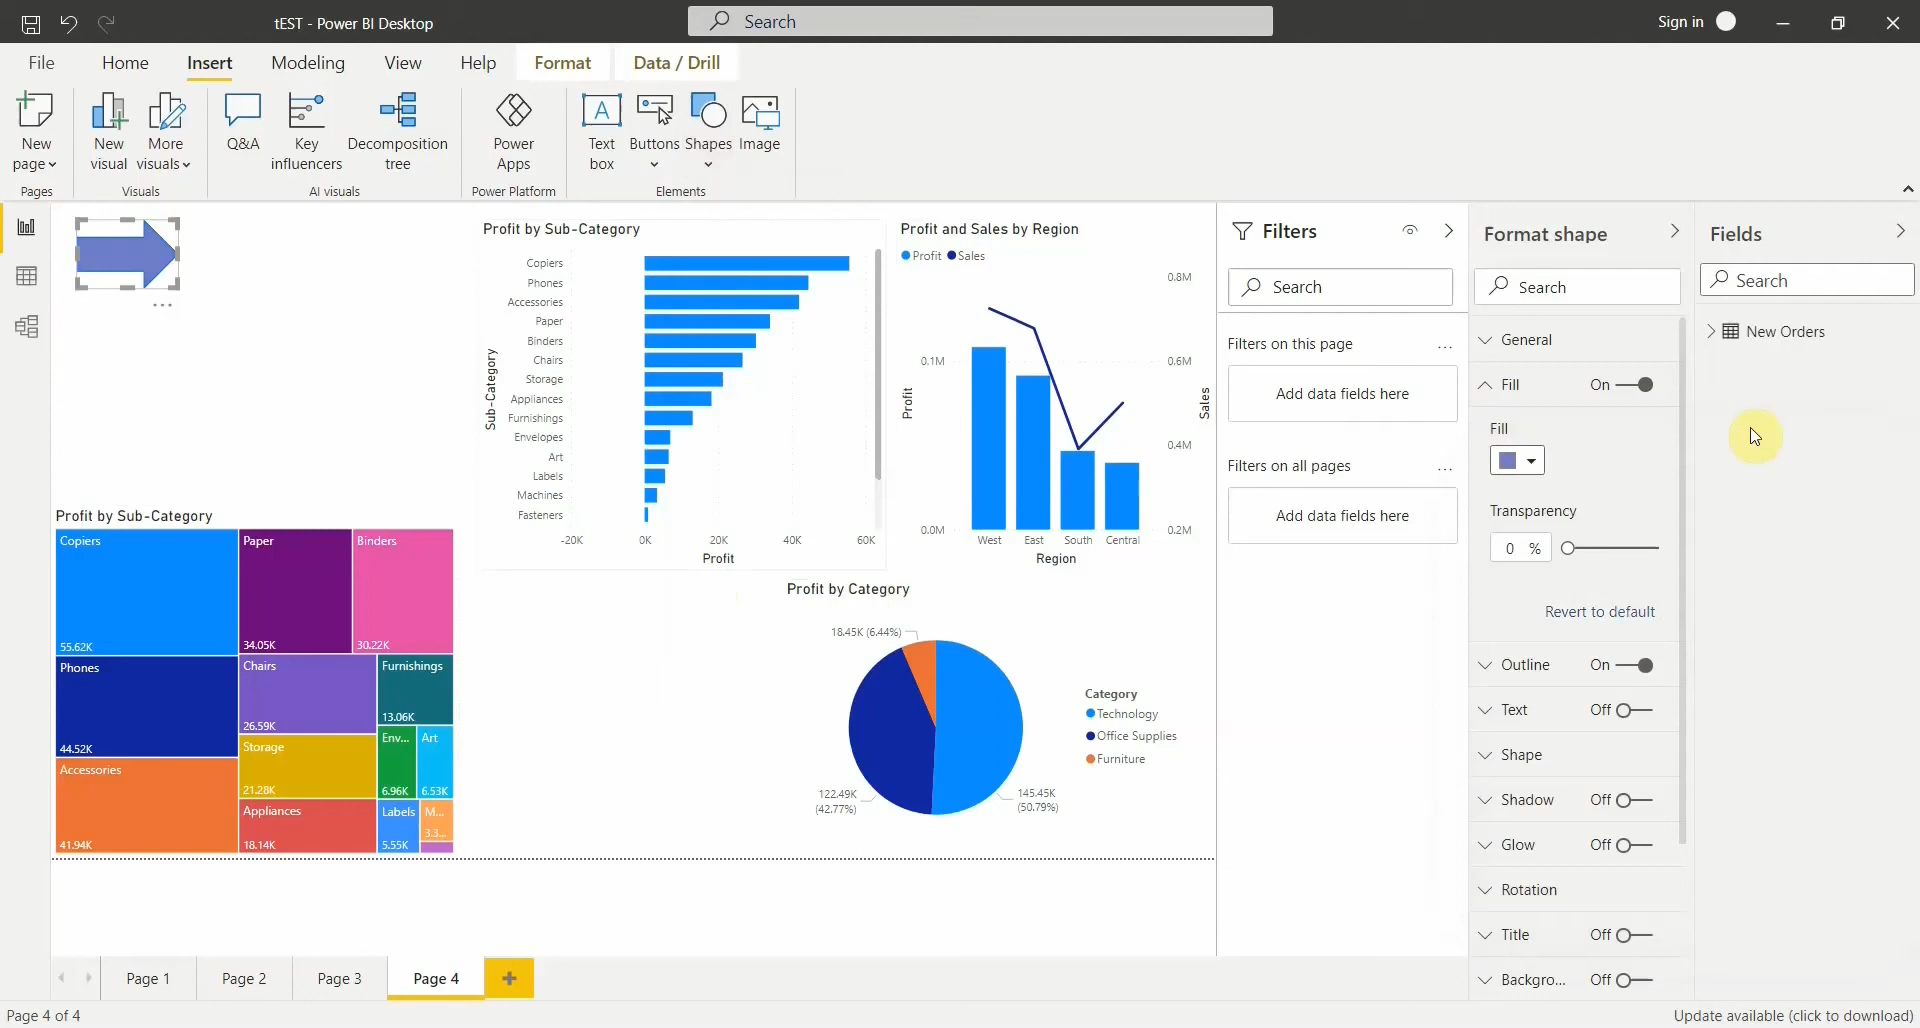 tEST - Power BI Desktop
Search
Sign in
File
Home
Insert
Modeling
View
Help
Format
Data / Drill
New page
New visual
More visuals
Q&A
Key influencers
Decomposition tree
Power Apps
Text box
Buttons
Shapes
Image
Pages
Visuals
AI visuals
Power Platform
Elements
Profit by Sub-Category
Sub-Category
Copiers
Phones
Accessories
Paper
Binders
Chairs
Storage
Appliances
Furnishings
Envelopes
Art
Labels
Machines
Fasteners
-20K
0K
20K
40K
60K
Profit
Profit and Sales by Region
Profit
Sales
0.8M
0.1M
0.6M
Profit
Sales
0.4M
0.0M
0.2M
West
East
South
Central
Region
Profit by Sub-Category
Copiers
55.62K
Phones
44.52K
Accessories
41.94K
Paper
34.05K
Binders
30.22K
Chairs
26.59K
Furnishings
13.06K
Storage
21.28K
Env...
6.96K
Art
6.53K
Appliances
18.14K
Labels
5.55K
M...
3.3...
Profit by Category
18.45K (6.44%)
122.49K
(42.77%)
145.45K
(50.79%)
Category
Technology
Office Supplies
Furniture
Filters
Search
Filters on this page
...
Add data fields here
Filters on all pages
...
Add data fields here
Format shape
Search
General
Fill On
Fill
Transparency
0 %
Revert to default
Outline On
Text Off
Shape
Shadow Off
Glow Off
Rotation
Title Off
Backgro... Off
Fields
Search
New Orders
Page 1
Page 2
Page 3
Page 4
Page 4 of 4
Update available (click to download)